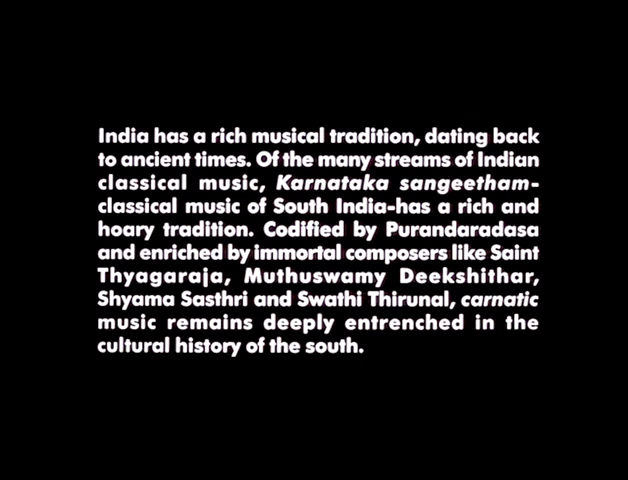 India has a rich musical tradition, dating back
to ancient times. Of the many streams of Indian
classical music, Karnataka sangeetham-
classical music of South India-has a rich and
hoary tradition. Codified by Purandaradasa
and enriched by immortal composers like Saint
Thyagaraja, Muthuswamy Deekshithar,
Shyama Sasthri and Swathi Thirunal, carnatic
music remains deeply entrenched in the
cultural history of the south.